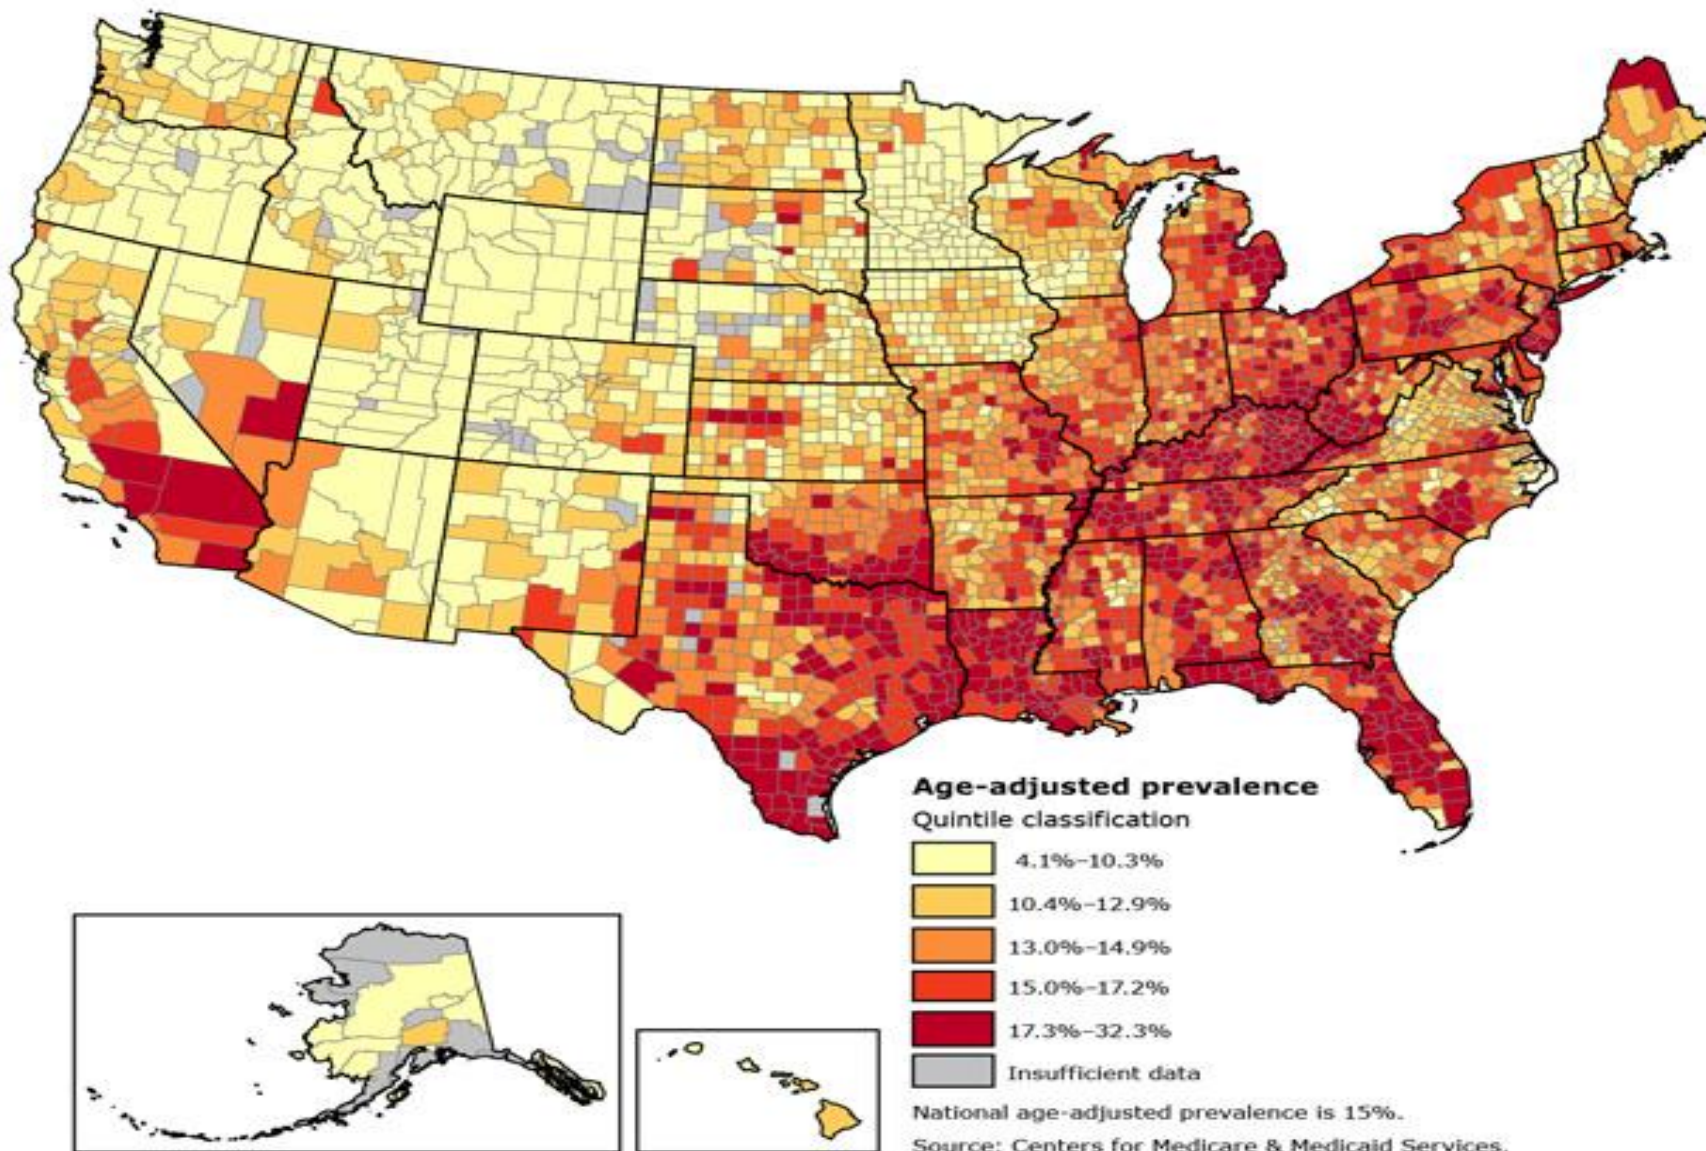 Age-adjusted prevalence
Quintile classification
4.1%–10.3%
10.4%–12.9%
13.0%–14.9%
15.0%–17.2%
17.3%–32.3%
Insufficient data
National age-adjusted prevalence is 15%.
Source: Centers for Medicare & Medicaid Services.